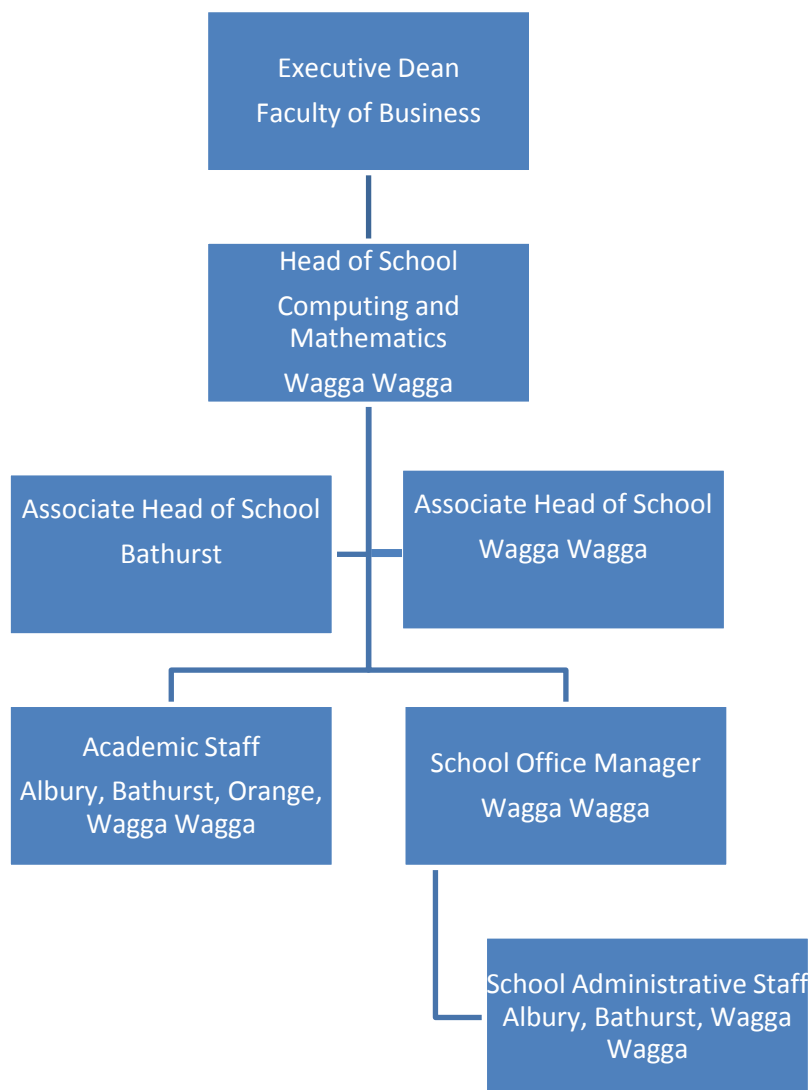 Executive Dean
Faculty of Business
Head of School
Computing and
Mathematics
Wagga Wagga
Associate Head of School
Bathurst
Associate Head of School
Wagga Wagga
Academic Staff
Albury, Bathurst, Orange,
Wagga Wagga
School Office Manager
Wagga Wagga
School Administrative Staff
Albury, Bathurst, Wagga
Wagga